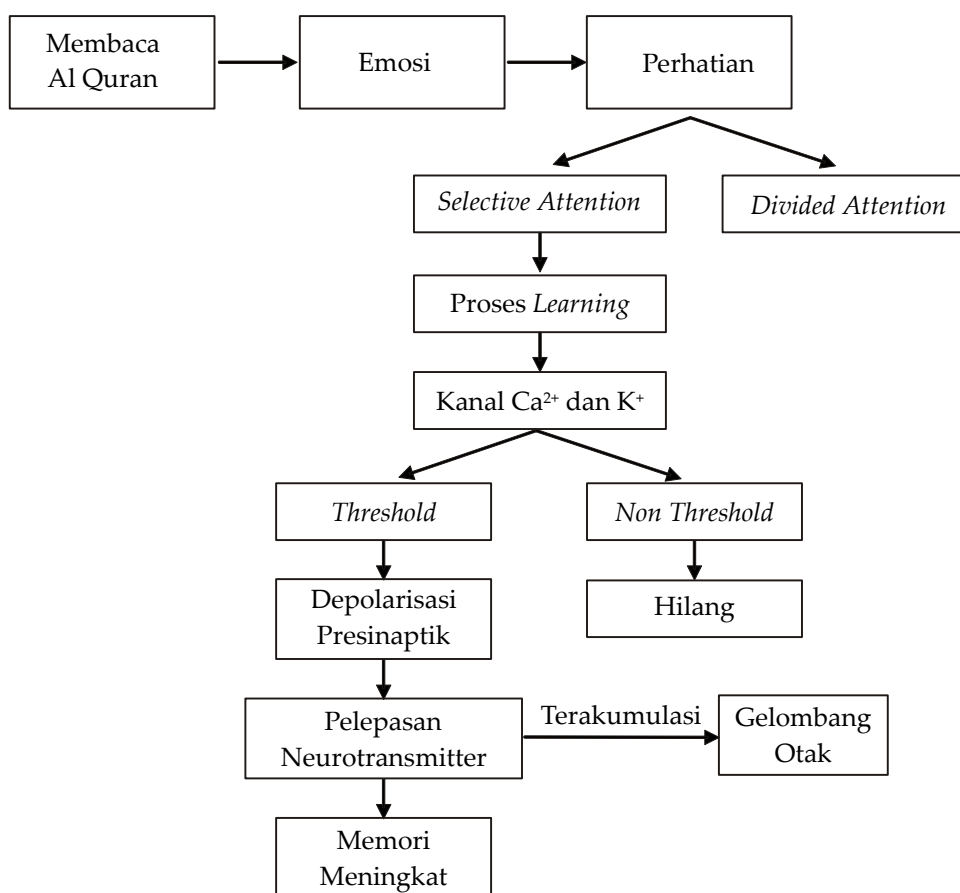 Membaca
Al Quran
Emosi
Perhatian
Selective Attention
Divided Attention
Proses Learning
Kanal Ca²⁺ dan K⁺
Threshold
Non Threshold
Depolarisasi
Presinaptik
Hilang
Pelepasan
Neurotransmitter
Terakumulasi
Gelombang
Otak
Memori
Meningkat